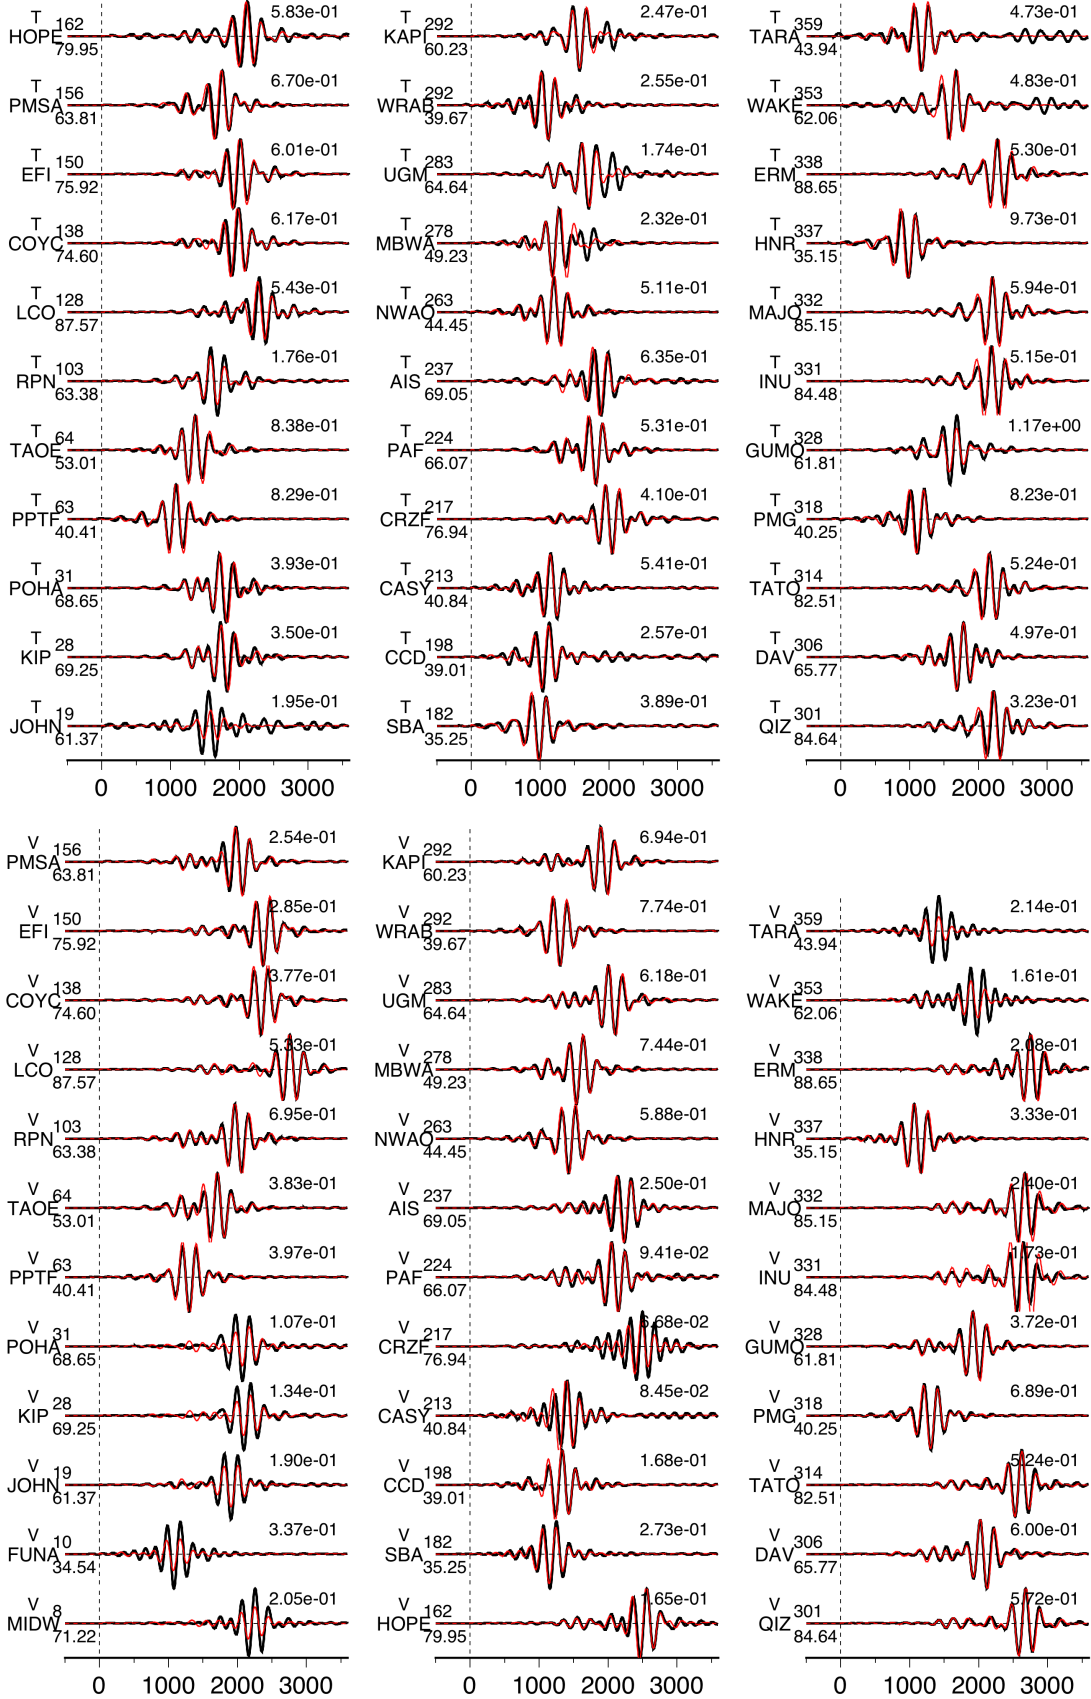 T HOPE 162 79.95 5.83e-01
T PMSA 156 63.81 6.70e-01
T EFI 150 75.92 6.01e-01
T COYC 138 74.60 6.17e-01
T LCO 128 87.57 5.43e-01
T RPN 103 63.38 1.76e-01
T TAOE 64 53.01 8.38e-01
T PPTF 63 40.41 8.29e-01
T POHA 31 68.65 3.93e-01
T KIP 28 69.25 3.50e-01
T JOHN 19 61.37 1.95e-01
0 1000 2000 3000
T KAPI 292 60.23 2.47e-01
T WRAB 292 39.67 2.55e-01
T UGM 283 64.64 1.74e-01
T MBWA 278 49.23 2.32e-01
T NWAO 263 44.45 5.11e-01
T AIS 237 69.05 6.35e-01
T PAF 224 66.07 5.31e-01
T CRZF 217 76.94 4.10e-01
T CASY 213 40.84 5.41e-01
T CCD 198 39.01 2.57e-01
T SBA 182 35.25 3.89e-01
0 1000 2000 3000
T TARA 359 43.94 4.73e-01
T WAKE 353 62.06 4.83e-01
T ERM 338 88.65 5.30e-01
T HNR 337 35.15 9.73e-01
T MAJO 332 85.15 5.94e-01
T INU 331 84.48 5.15e-01
T GUMO 328 61.81 1.17e+00
T PMG 318 40.25 8.23e-01
T TATO 314 82.51 5.24e-01
T DAV 306 65.77 4.97e-01
T QIZ 301 84.64 3.23e-01
0 1000 2000 3000
V PMSA 156 63.81 2.54e-01
V EFI 150 75.92 2.85e-01
V COYC 138 74.60 3.77e-01
V LCO 128 87.57 5.33e-01
V RPN 103 63.38 6.95e-01
V TAOE 64 53.01 3.83e-01
V PPTF 63 40.41 3.97e-01
V POHA 31 68.65 1.07e-01
V KIP 28 69.25 1.34e-01
V JOHN 19 61.37 1.90e-01
V FUNA 10 34.54 3.37e-01
V MIDW 8 71.22 2.05e-01
0 1000 2000 3000
V KAPI 292 60.23 6.94e-01
V WRAB 292 39.67 7.74e-01
V UGM 283 64.64 6.18e-01
V MBWA 278 49.23 7.44e-01
V NWAO 263 44.45 5.88e-01
V AIS 237 69.05 2.50e-01
V PAF 224 66.07 9.41e-02
V CRZF 217 76.94
V CASY 213 40.84 8.45e-02
V CCD 198 39.01 1.68e-01
V SBA 182 35.25 2.73e-01
V HOPE 162 79.95 1.65e-01
0 1000 2000 3000
V TARA 359 43.94 2.14e-01
V WAKE 353 62.06 1.61e-01
V ERM 338 88.65 2.08e-01
V HNR 337 35.15 3.33e-01
V MAJO 332 85.15 2.40e-01
V INU 331 84.48 1.73e-01
V GUMO 328 61.81 3.72e-01
V PMG 318 40.25 6.89e-01
V TATO 314 82.51 5.24e-01
V DAV 306 65.77 6.00e-01
V QIZ 301 84.64 5.72e-01
0 1000 2000 3000